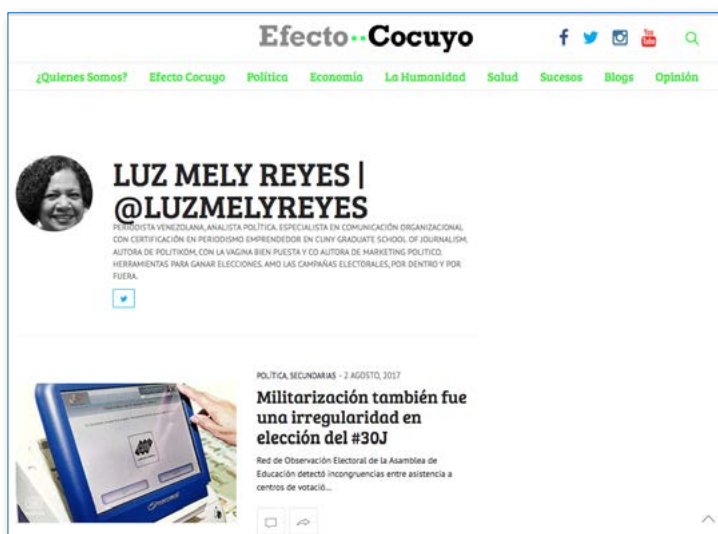 Efecto··Cocuyo
You
Tube
¿Quienes Somos? Efecto Cocuyo Política Economía La Humanidad Salud Sucesos Blogs Opinión
LUZ MELY REYES |
@LUZMELYREYES
PERIODISTA VENEZOLANA, ANALISTA POLÍTICA. ESPECIALISTA EN COMUNICACIÓN ORGANIZACIONAL
CON CERTIFICACIÓN EN PERIODISMO EMPRENDEDOR EN CUNY GRADUATE SCHOOL OF JOURNALISM,
AUTORA DE POLITIKOM, CON LA VAGINA BIEN PUESTA Y CO AUTORA DE MARKETING POLITICO.
HERRAMIENTAS PARA GANAR ELECCIONES. AMO LAS CAMPAÑAS ELECTORALES, POR DENTRO Y POR
FUERA.
POLÍTICA, SECUNDARIAS - 2 AGOSTO, 2017
Militarización también fue
una irregularidad en
elección del #30J
Red de Observación Electoral de la Asamblea de
Educación detectó incongruencias entre asistencia a
centros de votació...